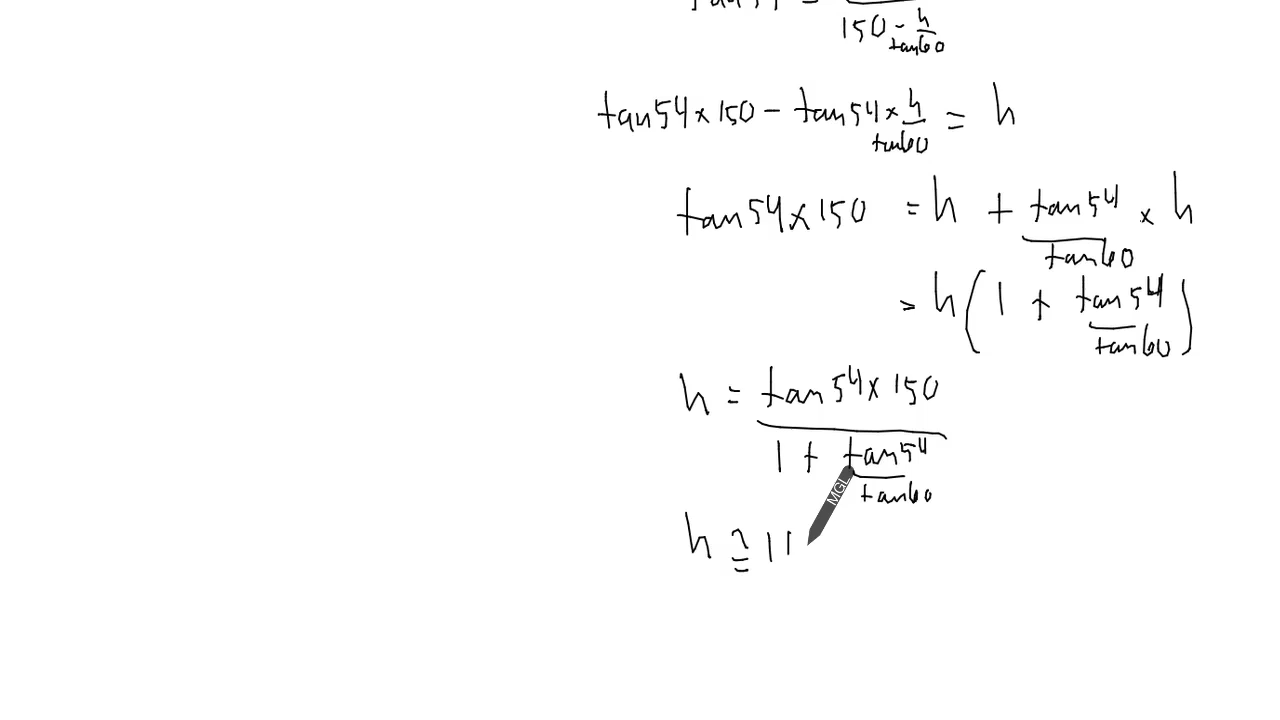 150 - h/tan60
tan54 x 150 - tan54 x h/tan60 = h
tan54 x 150 = h + tan54/tan60 x h
= h(1 + tan54/tan60)
h = tan54 x 150
1 + tan54/tan60
MGL
h ≅ 11